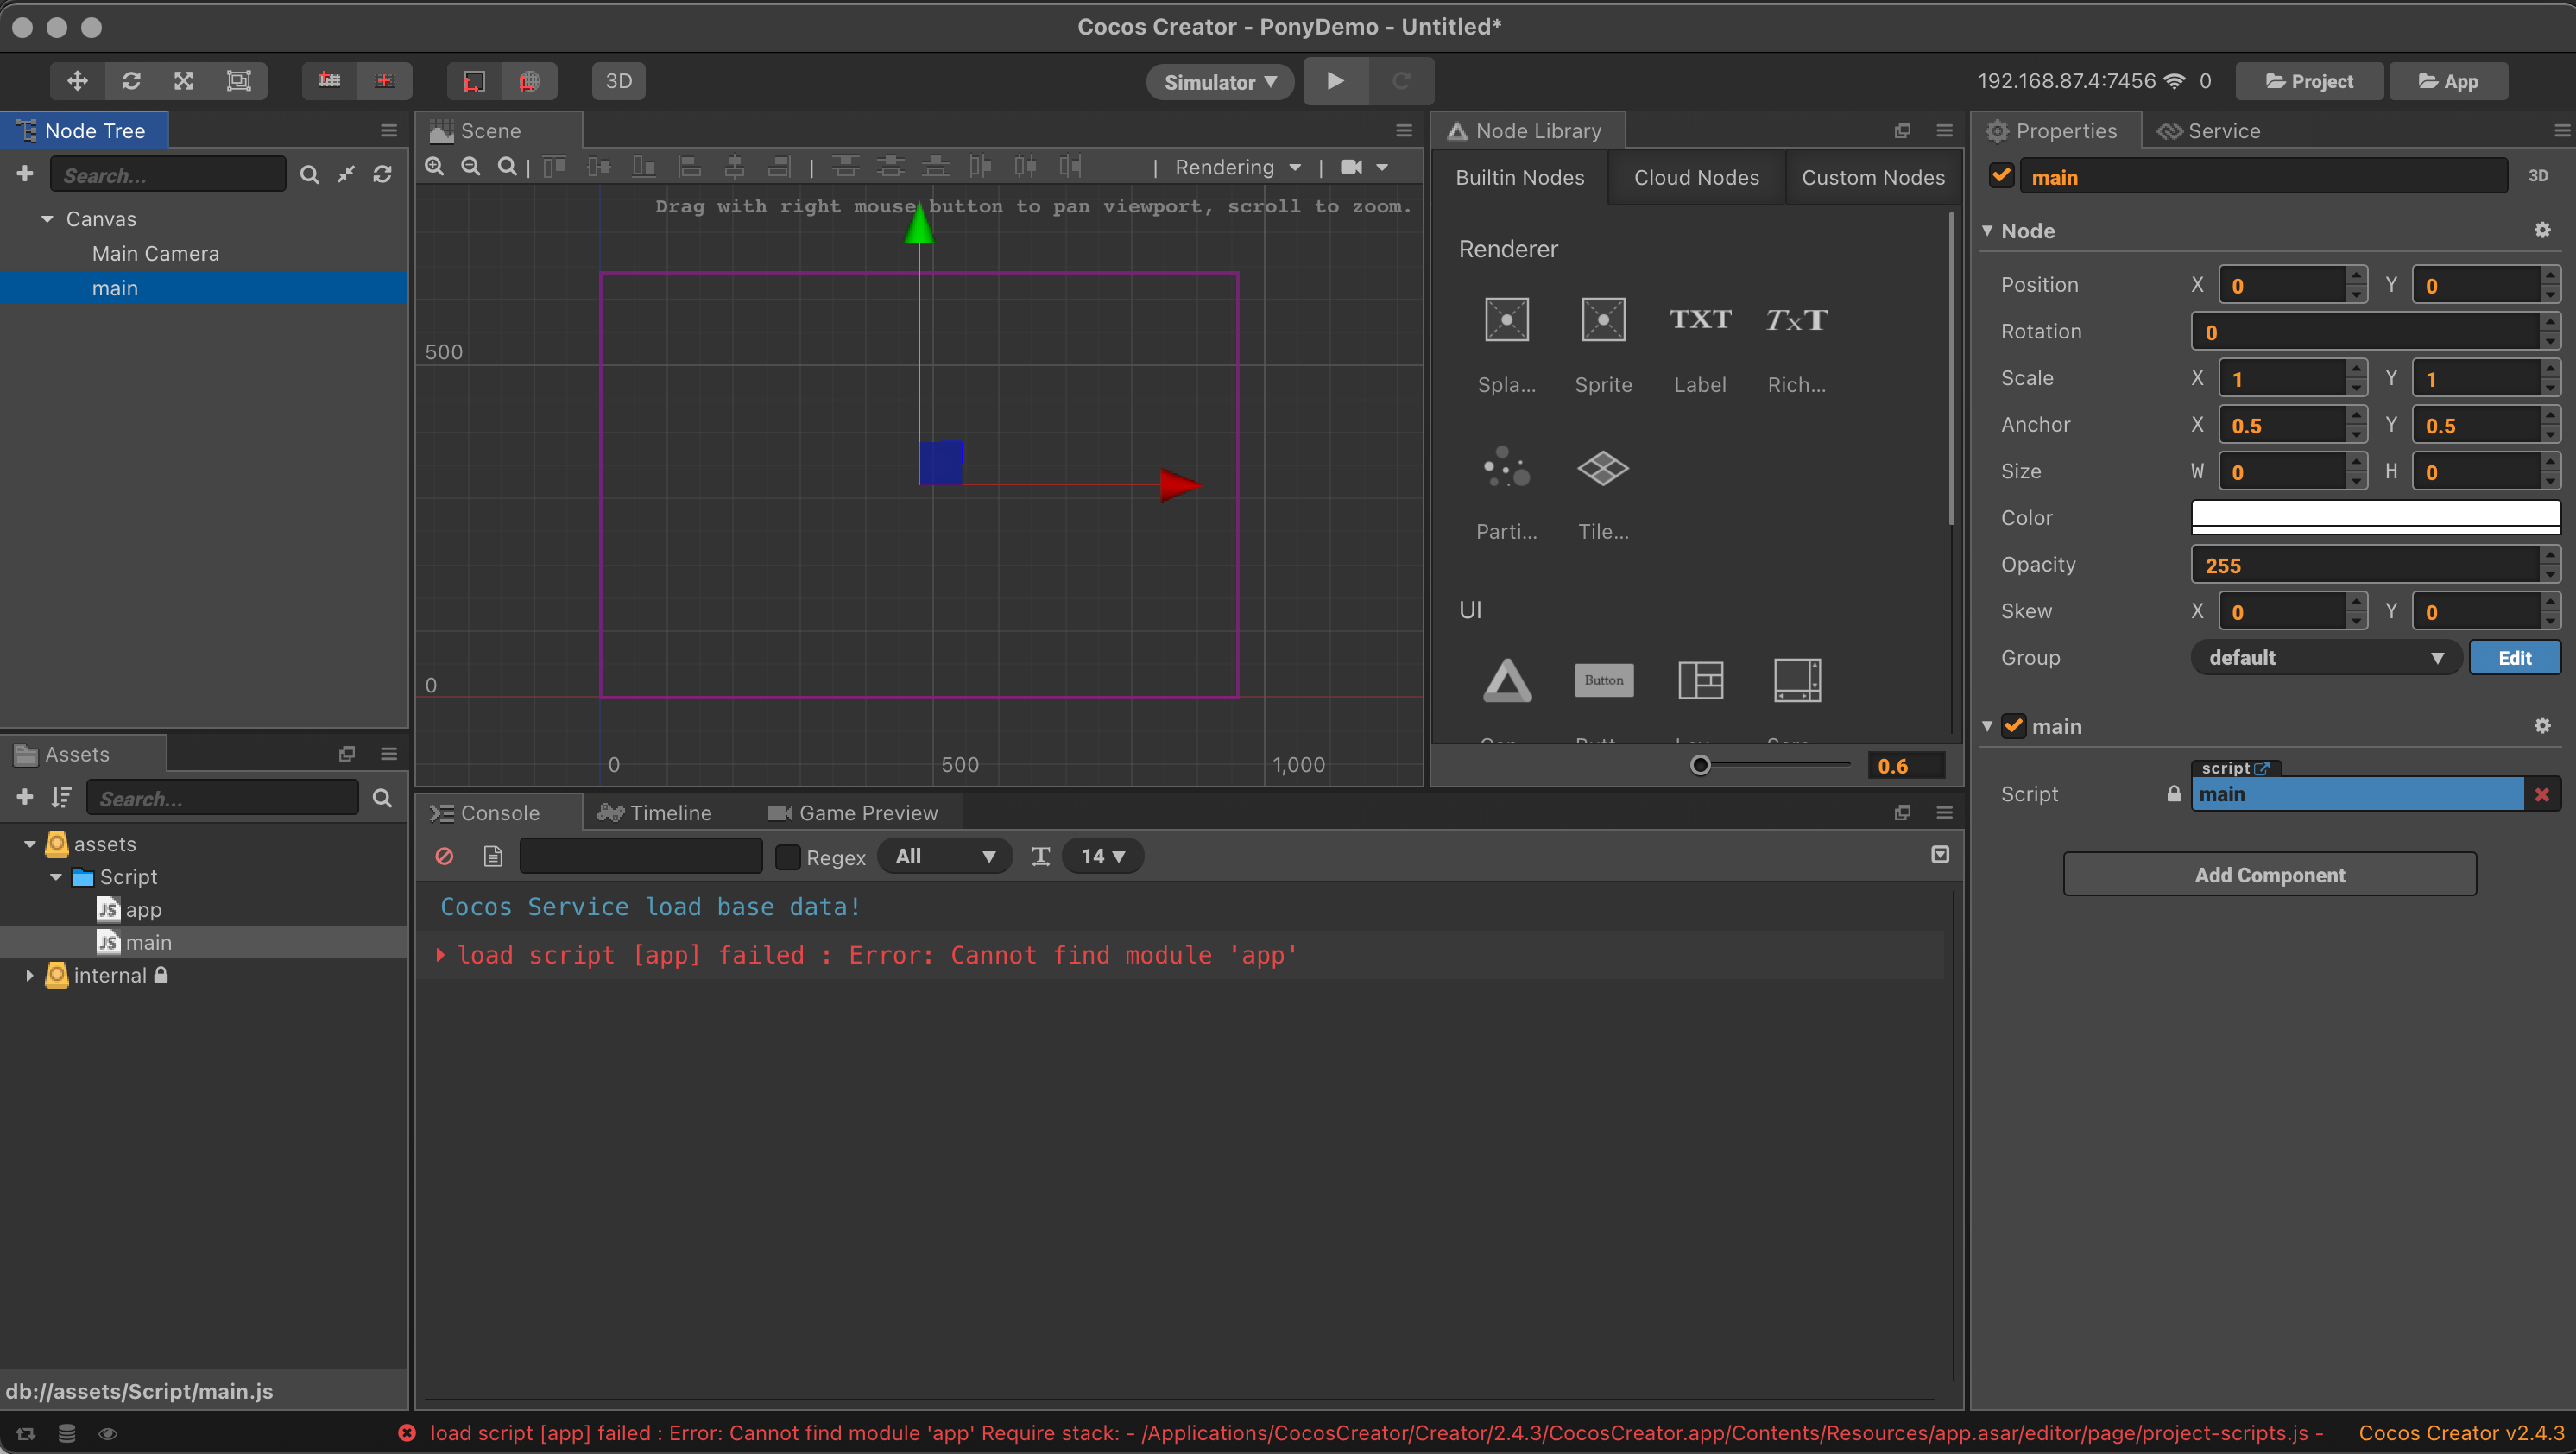 Cocos Creator - PonyDemo - Untitled*
3D
Simulator
192.168.87.4:7456
0
Project
App
Node Tree
Search...
Canvas
Main Camera
main
Scene
Rendering
Drag with right mouse button to pan viewport, scroll to zoom.
500
0
0
500
1,000
Node Library
Builtin Nodes
Cloud Nodes
Custom Nodes
Renderer
Spla...
Sprite
TXT
Label
TxT
Rich...
Parti...
Tile...
UI
Button
0.6
Properties
Service
main
3D
Node
Position X 0 Y 0
Rotation 0
Scale X 1 Y 1
Anchor X 0.5 Y 0.5
Size W 0 H 0
Color
Opacity 255
Skew X 0 Y 0
Group default Edit
main
script
Script main
Add Component
Assets
Search...
assets
Script
JS app
JS main
internal
db://assets/Script/main.js
Console
Timeline
Game Preview
Regex
All
14
Cocos Service load base data!
load script [app] failed : Error: Cannot find module 'app'
load script [app] failed : Error: Cannot find module 'app' Require stack: - /Applications/CocosCreator/Creator/2.4.3/CocosCreator.app/Contents/Resources/app.asar/editor/page/project-scripts.js -
Cocos Creator v2.4.3